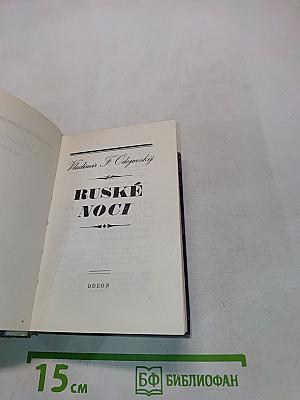 Vladimír F. Odojevskij
RUSKÉ
NOCI
ODEON
15 см
БФ БИБЛИОФАН